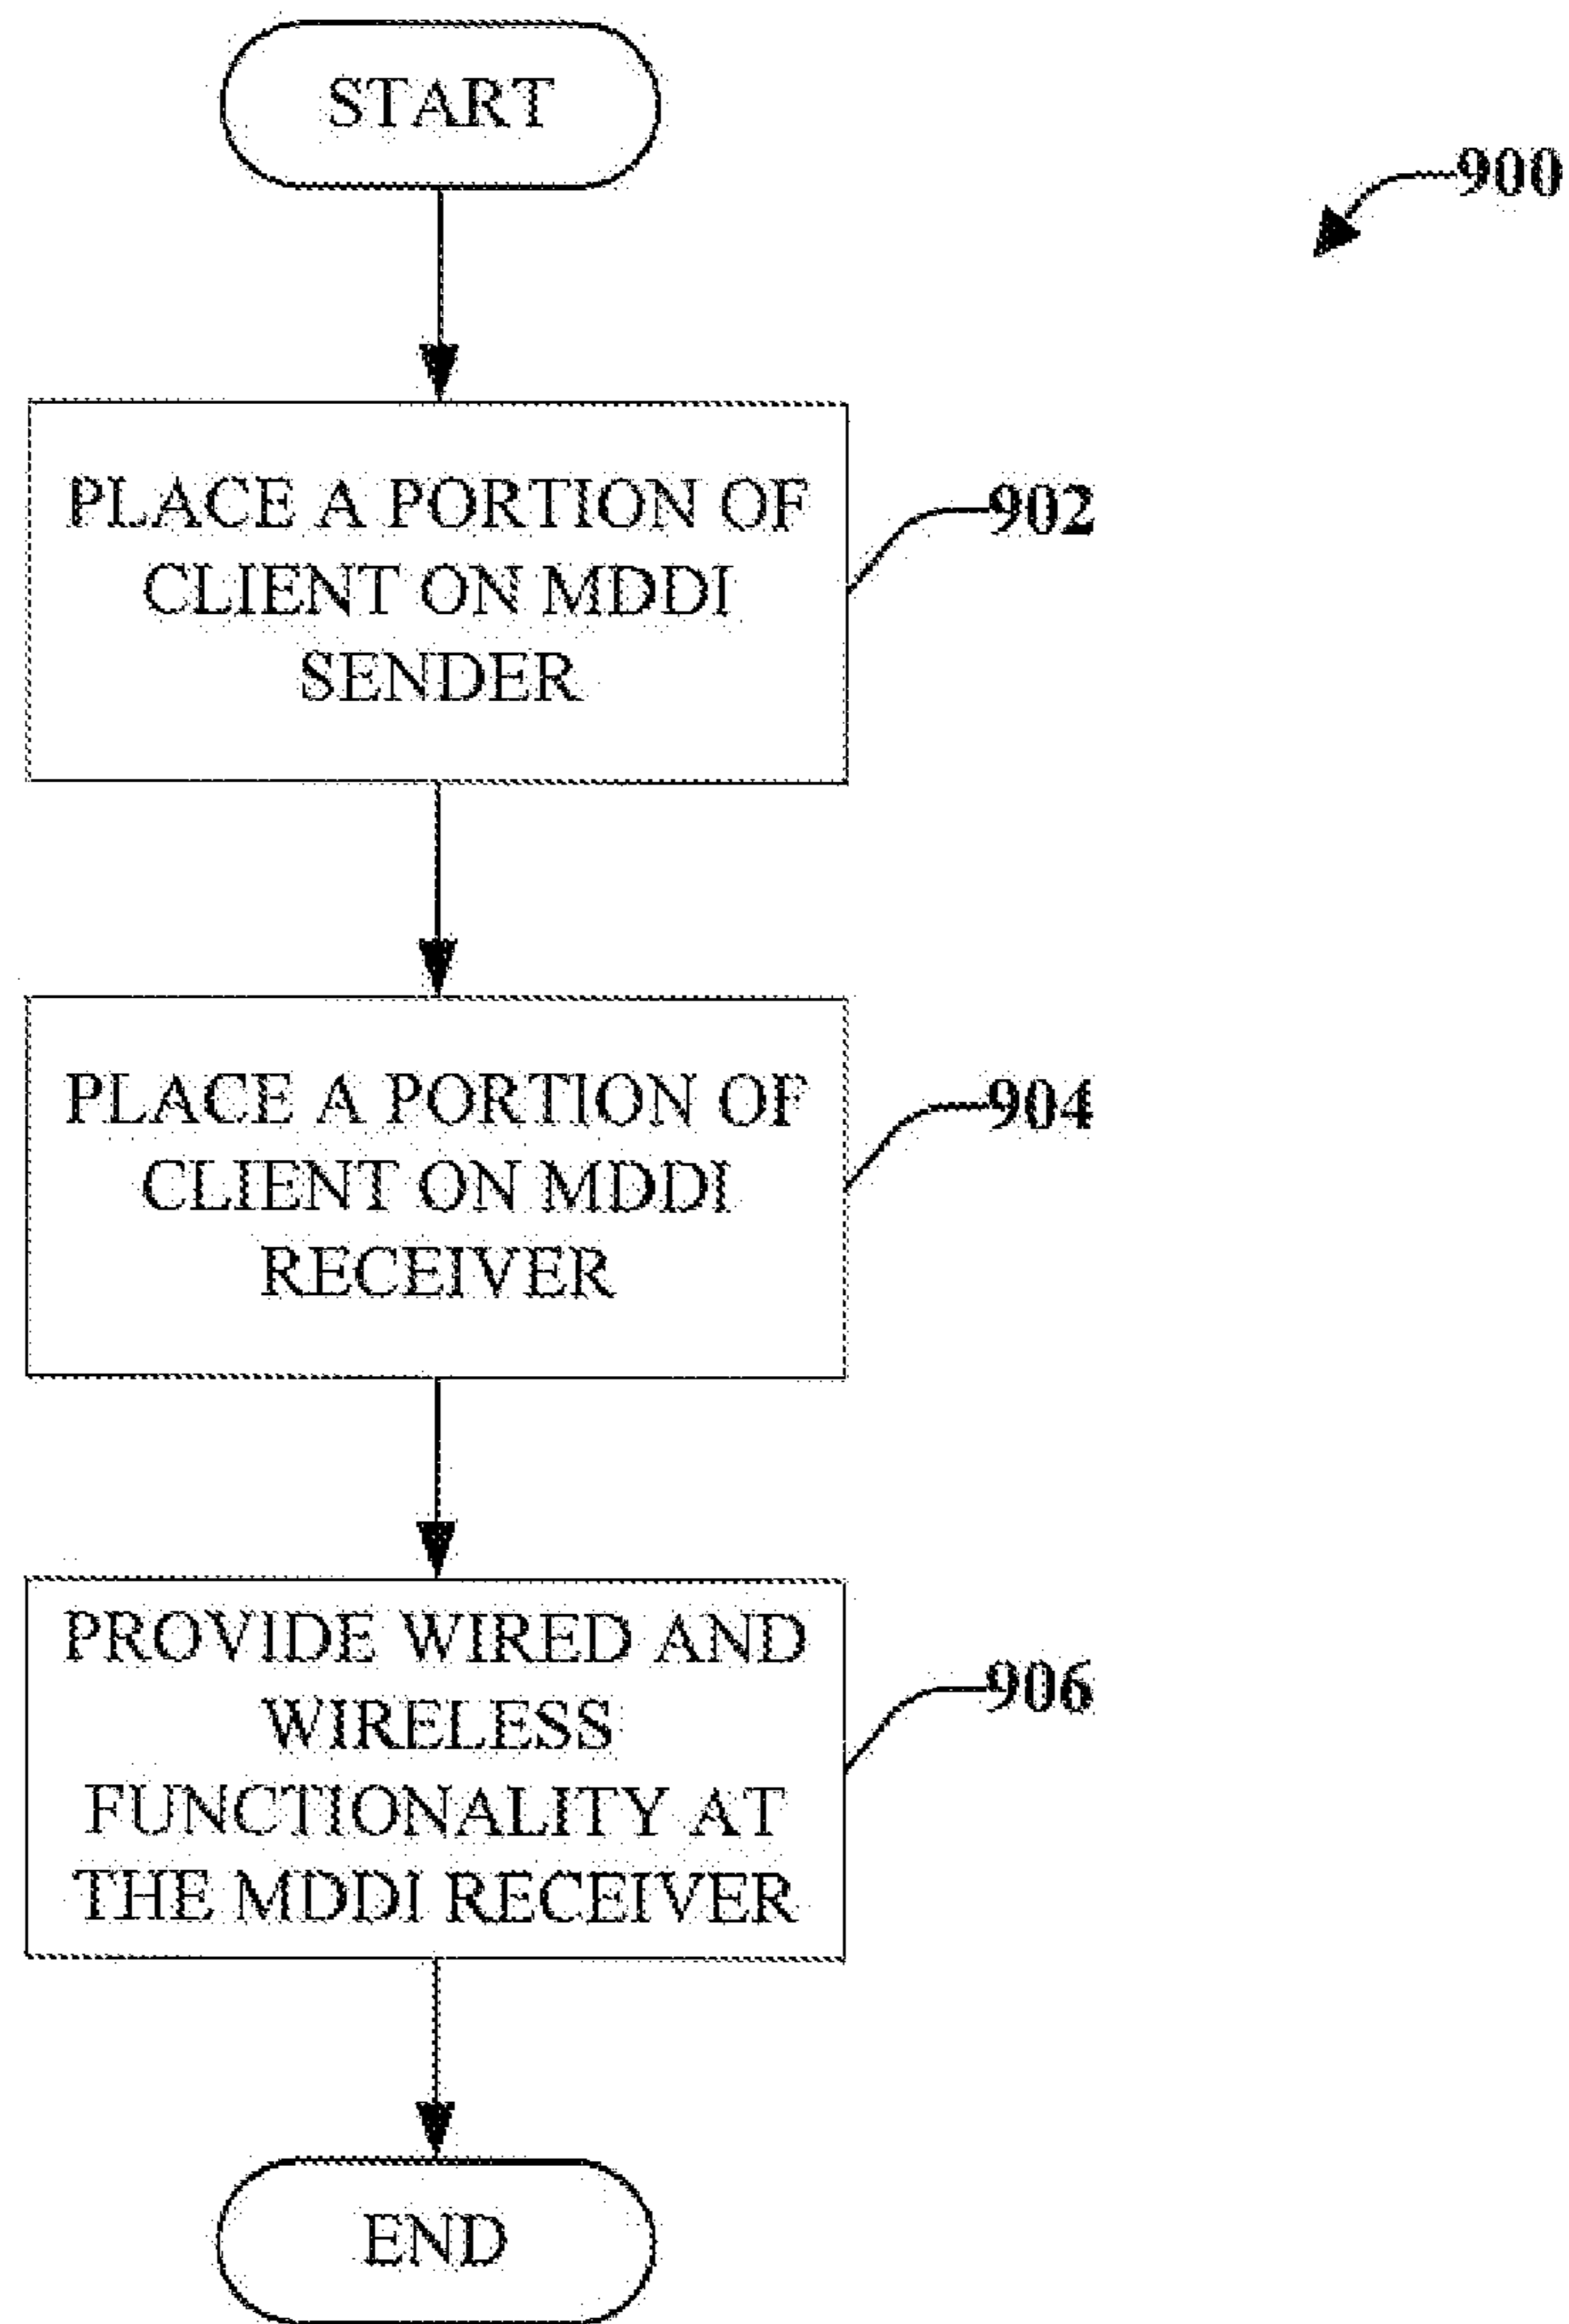 START
900
PLACE A PORTION OF
CLIENT ON MDDI
SENDER
902
PLACE A PORTION OF
CLIENT ON MDDI
RECEIVER
904
PROVIDE WIRED AND
WIRELESS
FUNCTIONALITY AT
THE MDDI RECEIVER
906
END